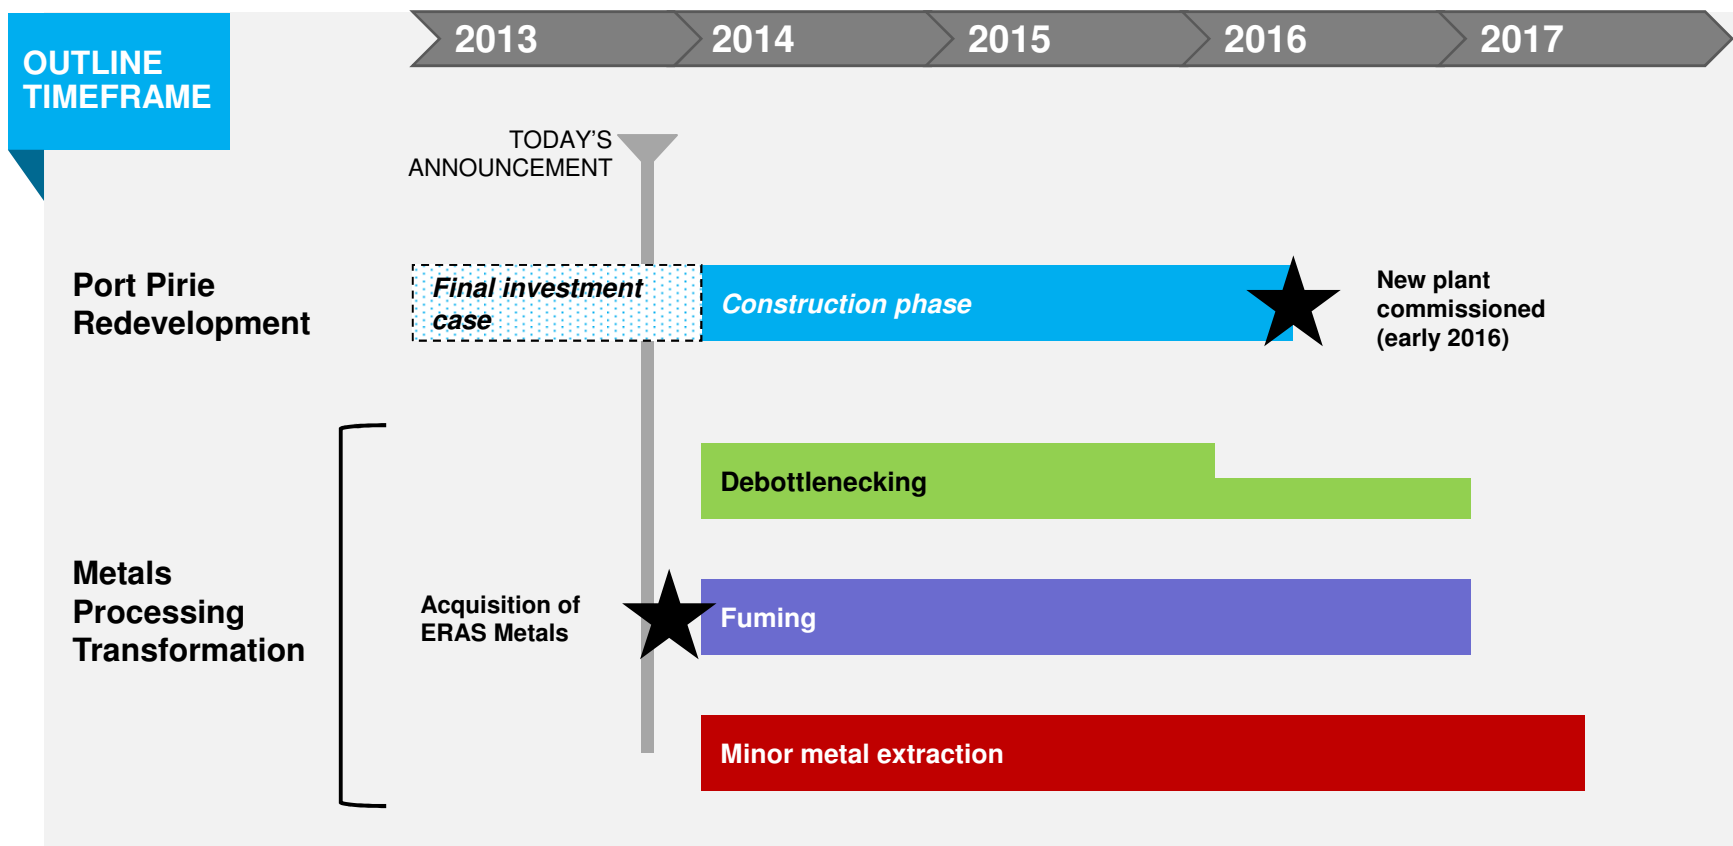 OUTLINE
TIMEFRAME
2013
2014
2015
2016
2017
TODAY'S
ANNOUNCEMENT
Port Pirie
Redevelopment
Final investment
case
Construction phase
New plant
commissioned
(early 2016)
Metals
Processing
Transformation
Debottlenecking
Acquisition of
ERAS Metals
Fuming
Minor metal extraction